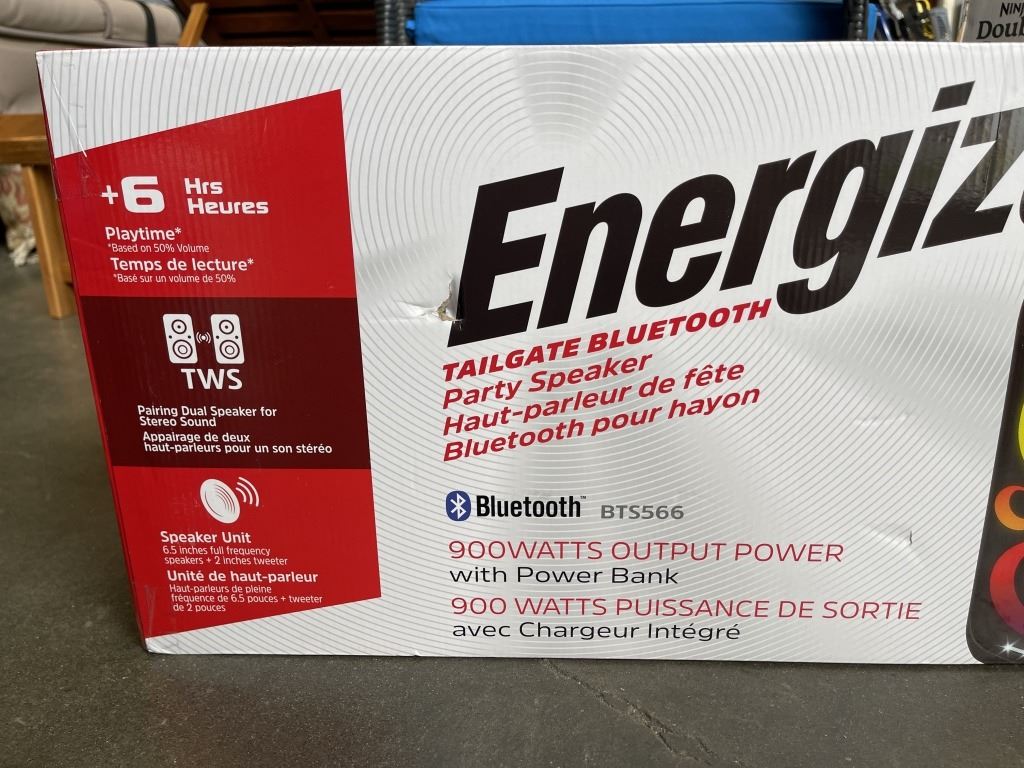 +6 Hrs
Heures
Playtime*
*Based on 50% Volume
Temps de lecture*
*Basé sur un volume de 50%
TWS
Pairing Dual Speaker for
Stereo Sound
Appairage de deux
haut-parleurs pour un son stéréo
Speaker Unit
6.5 inches full frequency
speakers + 2 inches tweeter
Unité de haut-parleur
Haut-parleurs de pleine
fréquence de 6.5 pouces + tweeter
de 2 pouces
Energiz
TAILGATE BLUETOOTH
Party Speaker
Haut-parleur de fête
Bluetooth pour hayon
Bluetooth™ BTS566
900WATTS OUTPUT POWER
with Power Bank
900 WATTS PUISSANCE DE SORTIE
avec Chargeur Intégré
NINJ
Doub